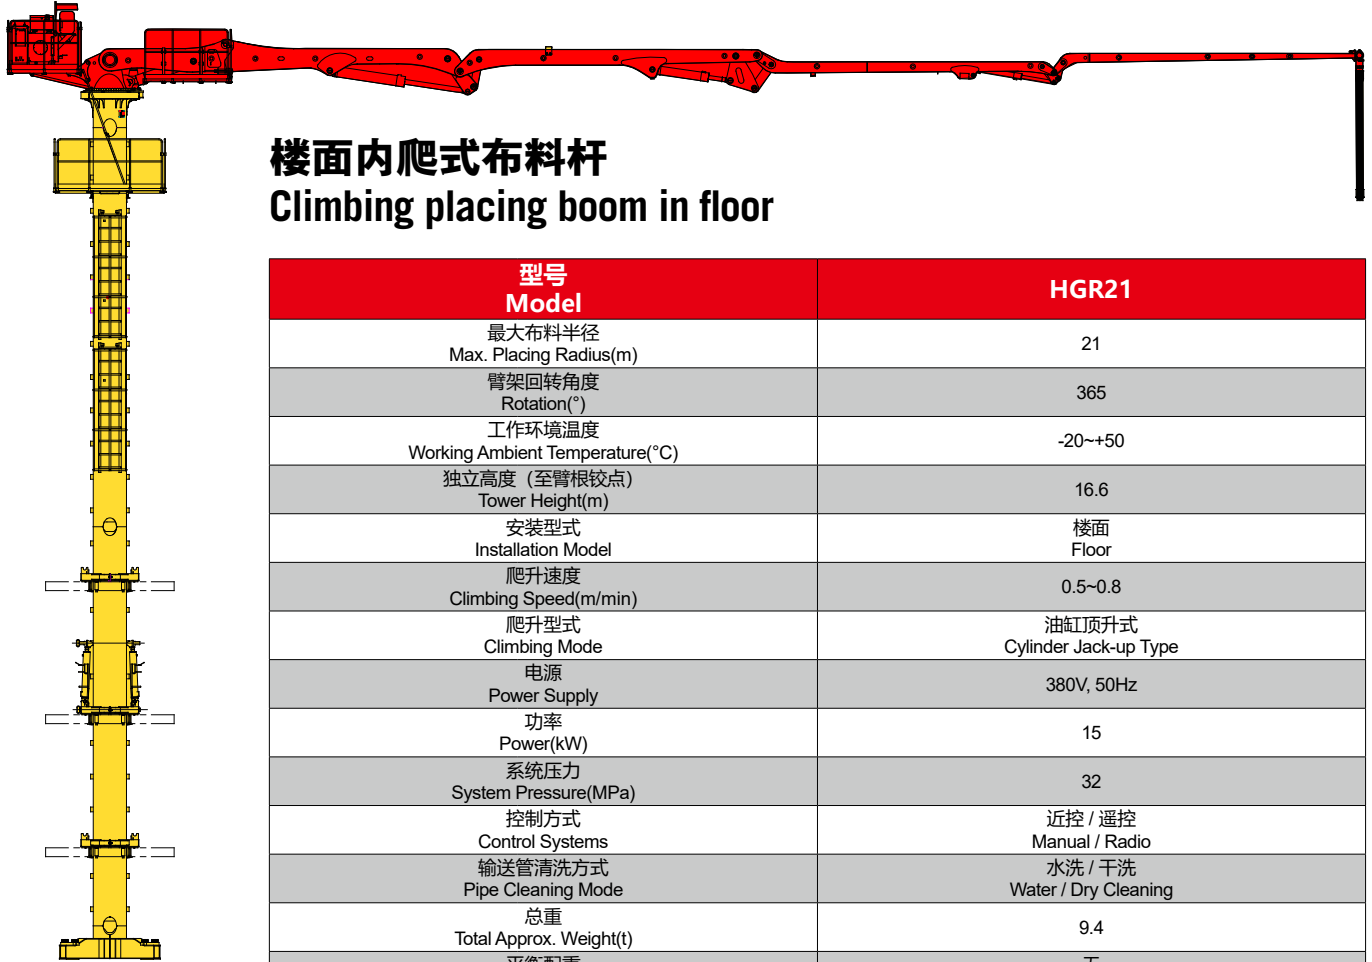 楼面内爬式布料杆
Climbing placing boom in floor
型号
Model
HGR21
最大布料半径
Max. Placing Radius(m)
21
臂架回转角度
Rotation(°)
365
工作环境温度
Working Ambient Temperature(°C)
-20~+50
独立高度（至臂根铰点）
Tower Height(m)
16.6
安装型式
Installation Model
楼面
Floor
爬升速度
Climbing Speed(m/min)
0.5~0.8
爬升型式
Climbing Mode
油缸顶升式
Cylinder Jack-up Type
电源
Power Supply
380V, 50Hz
功率
Power(kW)
15
系统压力
System Pressure(MPa)
32
控制方式
Control Systems
近控 / 遥控
Manual / Radio
输送管清洗方式
Pipe Cleaning Mode
水洗 / 干洗
Water / Dry Cleaning
总重
Total Approx. Weight(t)
9.4
平衡配重